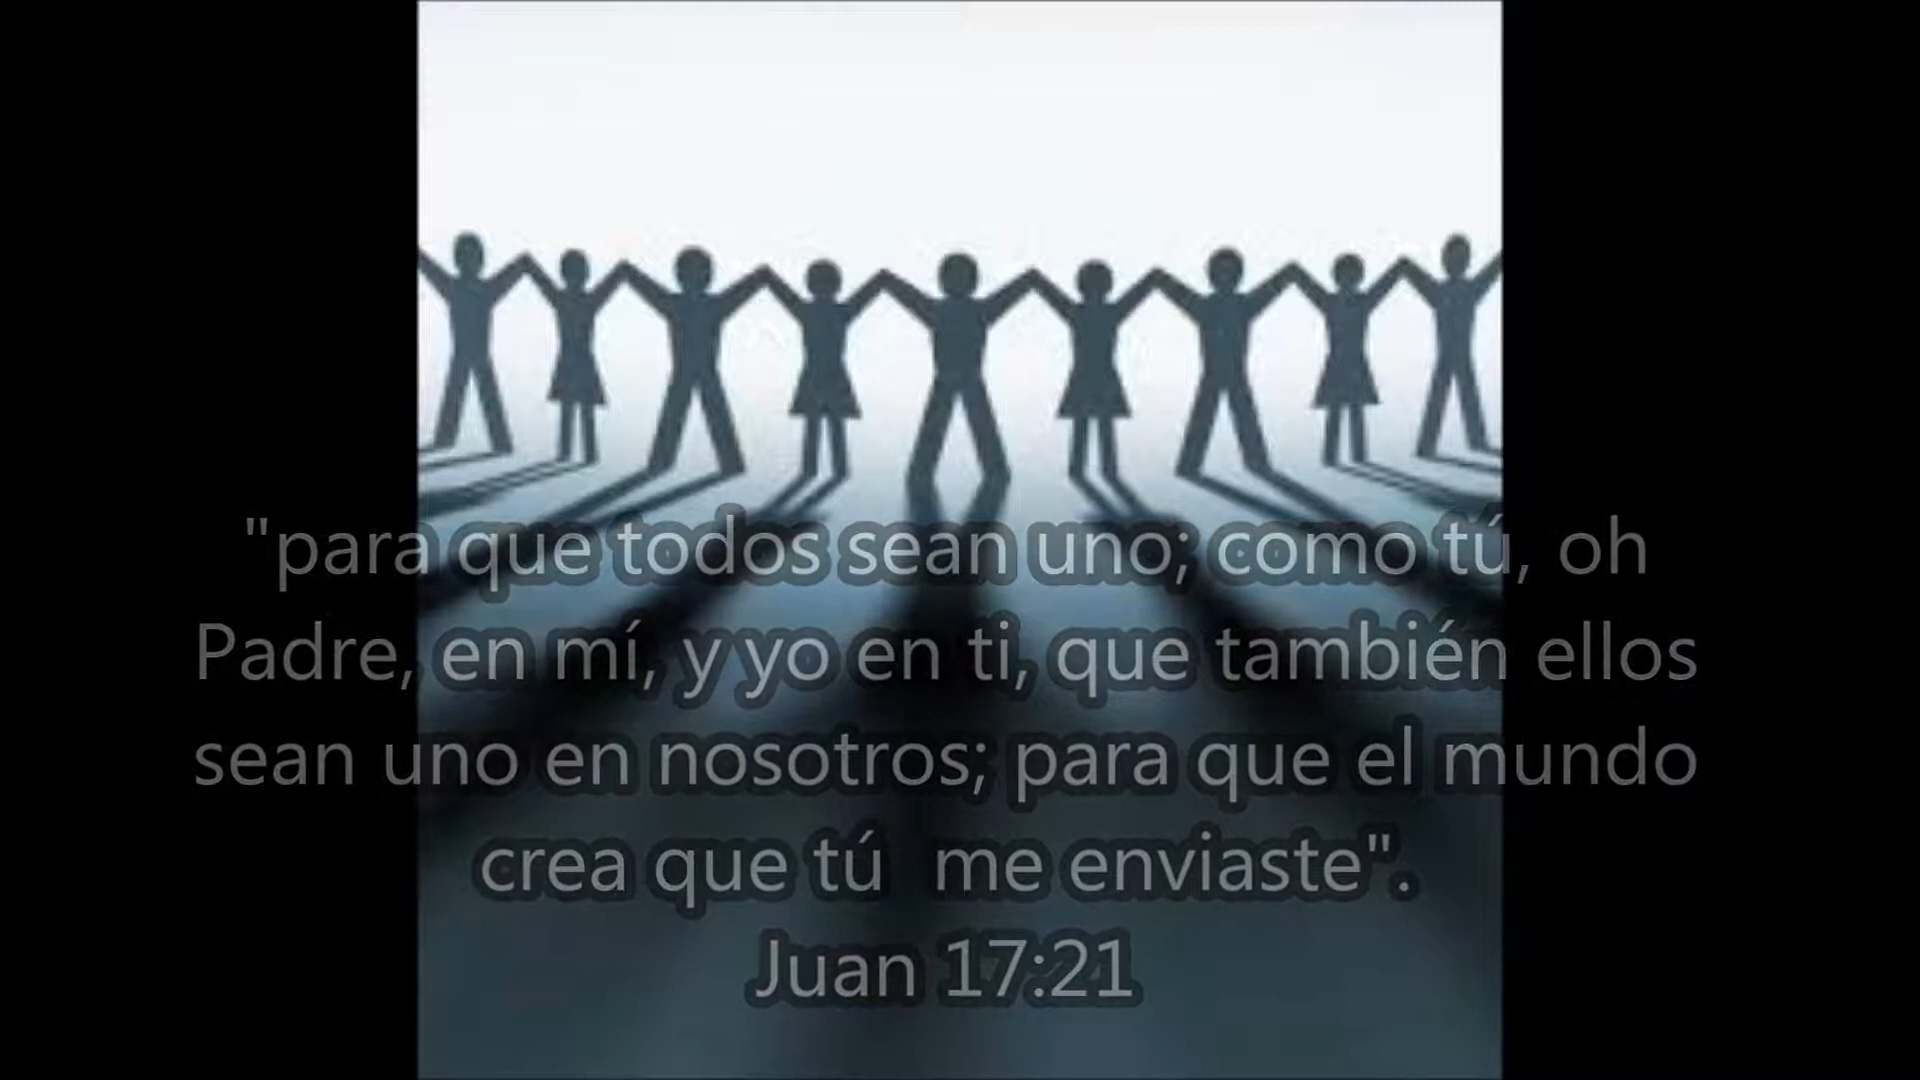 "para que todos sean uno; como tú, oh
Padre, en mí, y yo en ti, que también ellos
sean uno en nosotros; para que el mundo
crea que tú  me enviaste".
Juan 17:21